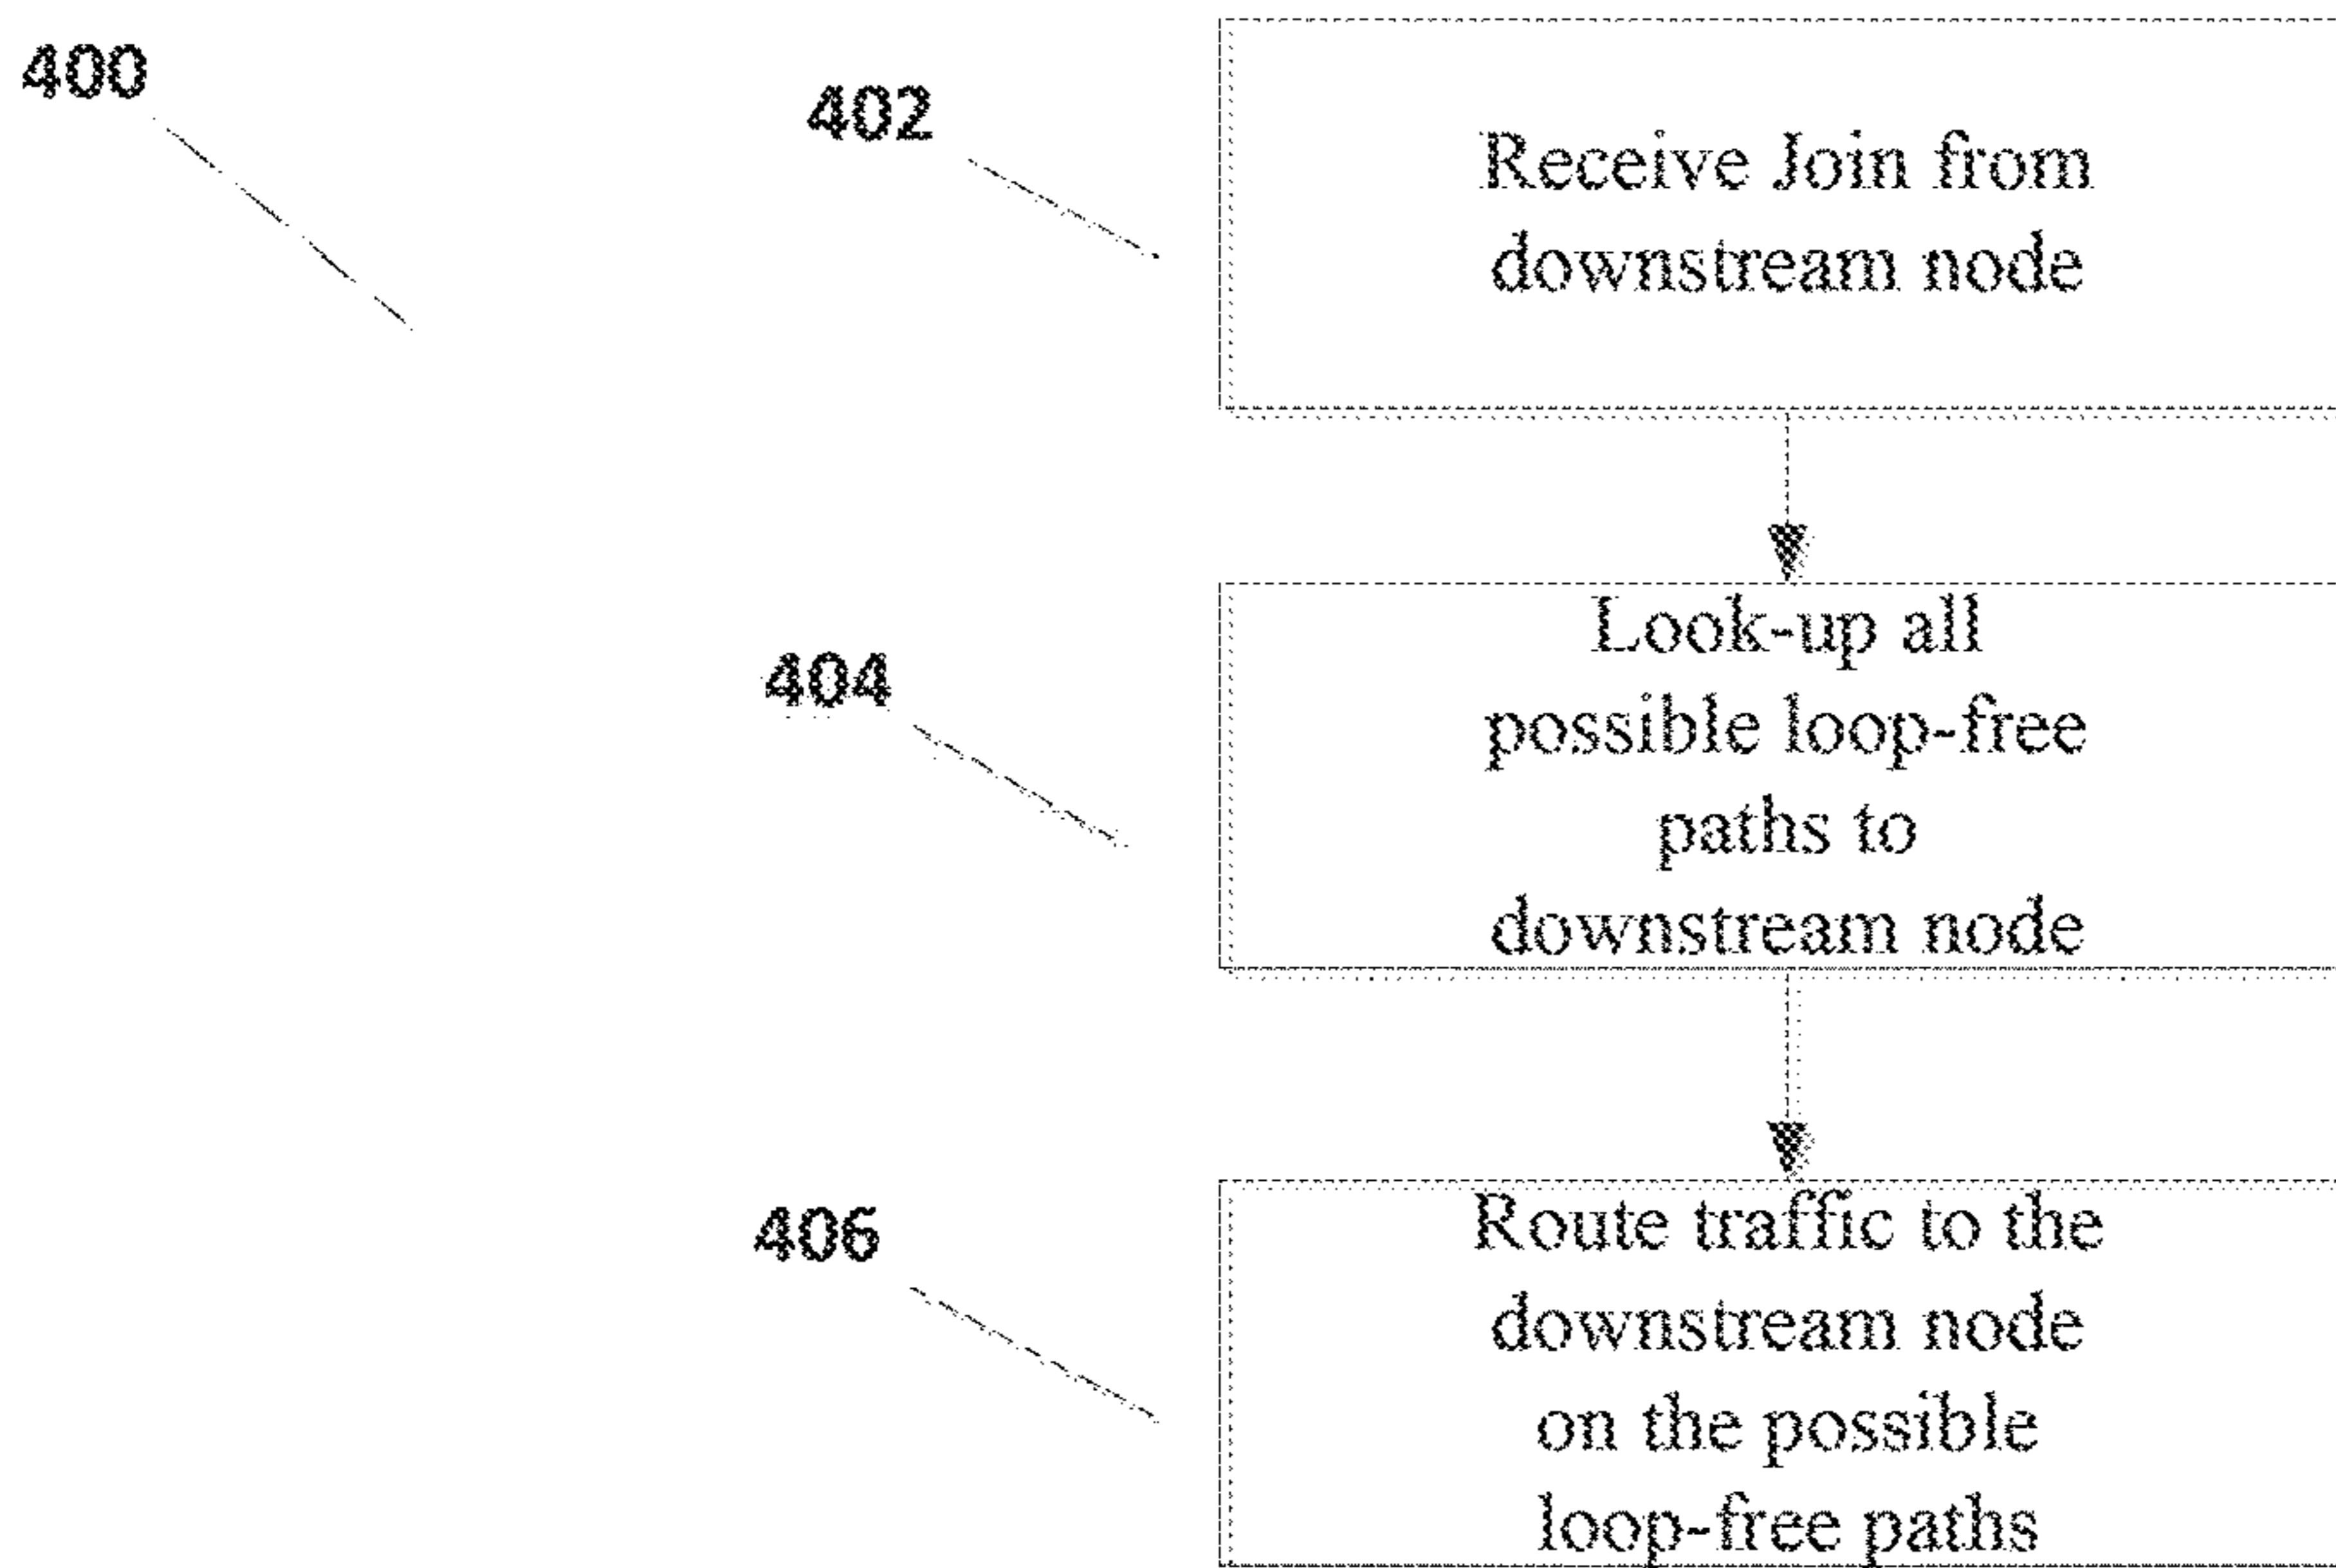 400
402
Receive Join from
downstream node
404
Look-up all
possible loop-free
paths to
downstream node
406
Route traffic to the
downstream node
on the possible
loop-free paths